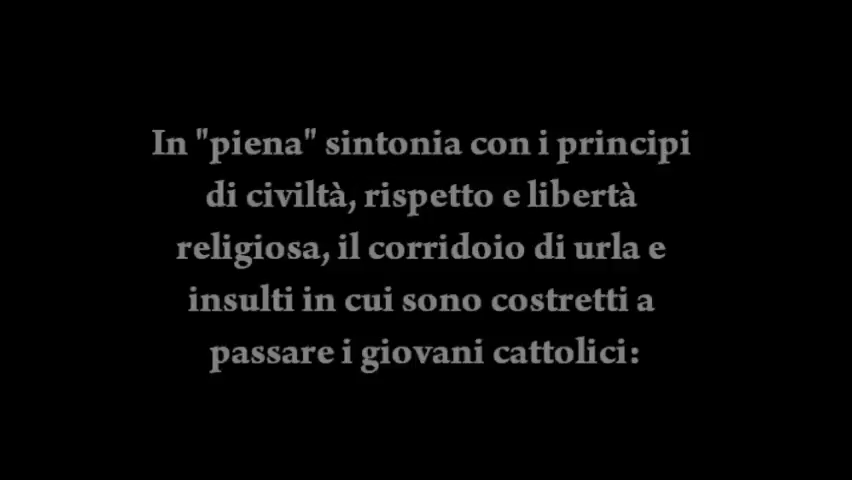 In "piena" sintonia con i principi
di civiltà, rispetto e libertà
religiosa, il corridoio di urla e
insulti in cui sono costretti a
passare i giovani cattolici: